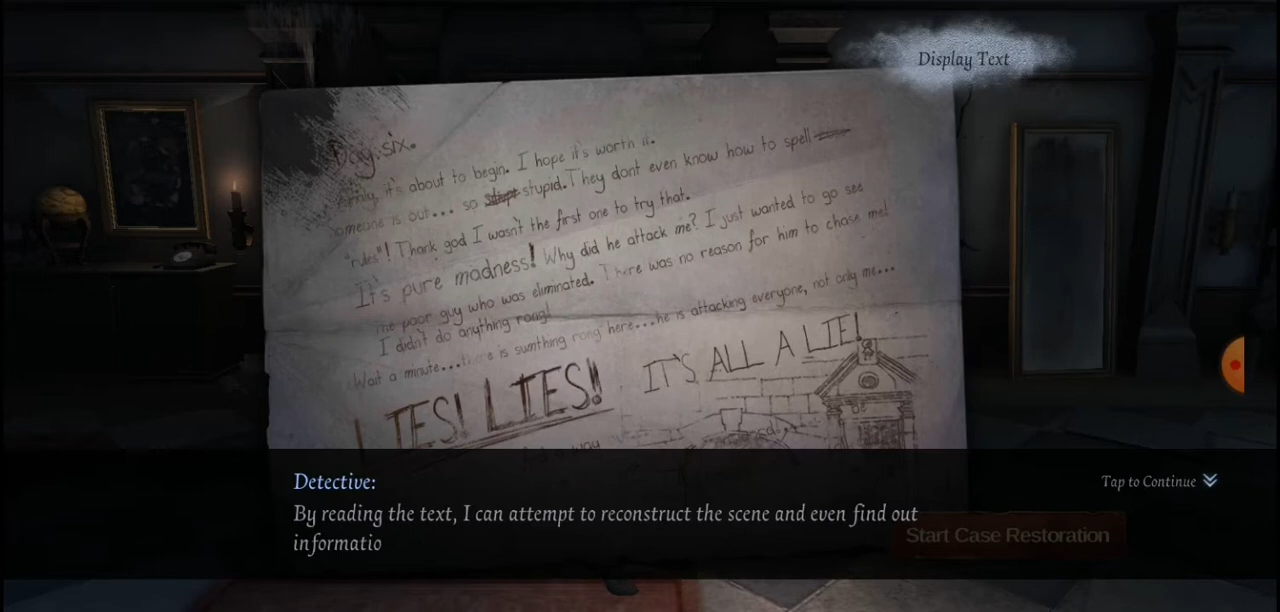 Display Text
Day six.
it's about to begin. I hope it's worth it.
is out... so stupid. They dont even know how to spell
"rules"! Thank god I wasn't the first one to try that.
It's pure madness! Why did he attack me? I just wanted to go see
poor guy who was eliminated. There was no reason for him to chase me!
I didn't do anything rong!
Wait a minute...there is sumthing rong here...he is attacking everyone, not only me...
LIES! LIES!
IT'S ALL A LIE!
Detective:
Tap to Continue
By reading the text, I can attempt to reconstruct the scene and even find out
informatio
Start Case Restoration